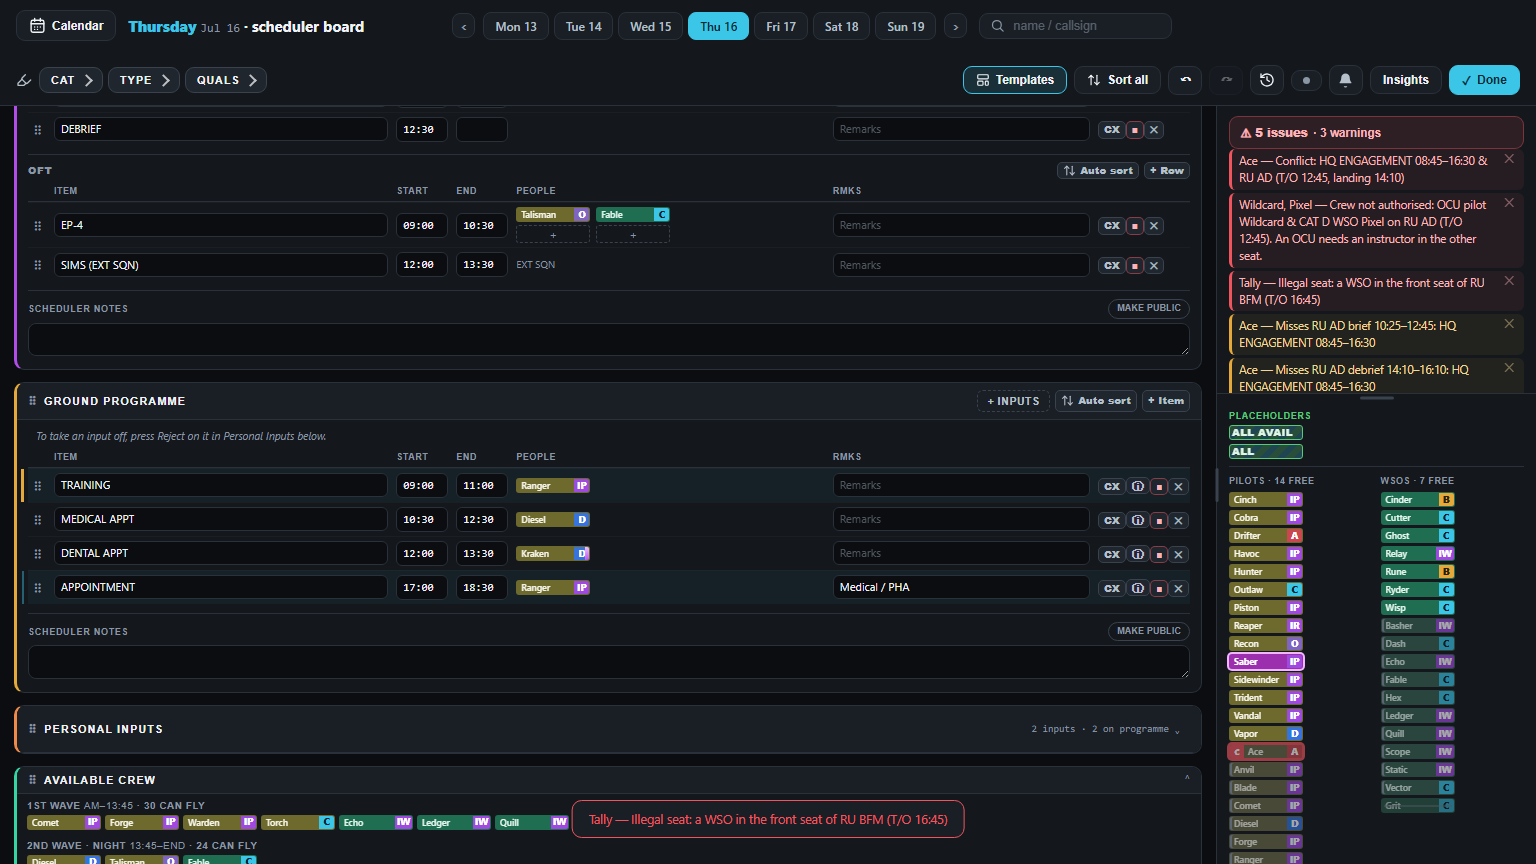 Calendar
Thursday Jul 16 · scheduler board
‹ Mon 13 Tue 14 Wed 15 Thu 16 Fri 17 Sat 18 Sun 19 ›
name / callsign
CAT TYPE QUALS
Templates Sort all Insights ✓ Done
DEBRIEF 12:30 Remarks CX
OFT Auto sort + Row
ITEM START END PEOPLE RMKS
EP-4 09:00 10:30 Talisman O Fable C Remarks CX
+ +
SIMS (EXT SQN) 12:00 13:30 EXT SQN Remarks CX
SCHEDULER NOTES MAKE PUBLIC
GROUND PROGRAMME + INPUTS Auto sort + Item
To take an input off, press Reject on it in Personal Inputs below.
ITEM START END PEOPLE RMKS
TRAINING 09:00 11:00 Ranger IP Remarks CX
MEDICAL APPT 10:30 12:30 Diesel D Remarks CX
DENTAL APPT 12:00 13:30 Kraken D Remarks CX
APPOINTMENT 17:00 18:30 Ranger IP Medical / PHA CX
SCHEDULER NOTES MAKE PUBLIC
PERSONAL INPUTS 2 inputs · 2 on programme
AVAILABLE CREW
1ST WAVE AM–13:45 · 30 CAN FLY
Comet IP Forge IP Warden IP Torch C Echo IW Ledger IW Quill IW
2ND WAVE · NIGHT 13:45–END · 24 CAN FLY
Diesel D Talisman O Fable C
Tally — Illegal seat: a WSO in the front seat of RU BFM (T/O 16:45)
⚠ 5 issues · 3 warnings
Ace — Conflict: HQ ENGAGEMENT 08:45–16:30 &
RU AD (T/O 12:45, landing 14:10)
Wildcard, Pixel — Crew not authorised: OCU pilot
Wildcard & CAT D WSO Pixel on RU AD (T/O
12:45). An OCU needs an instructor in the other
seat.
Tally — Illegal seat: a WSO in the front seat of RU
BFM (T/O 16:45)
Ace — Misses RU AD brief 10:25–12:45: HQ
ENGAGEMENT 08:45–16:30
Ace — Misses RU AD debrief 14:10–16:10: HQ
ENGAGEMENT 08:45–16:30
PLACEHOLDERS
ALL AVAIL
ALL
PILOTS · 14 FREE
Cinch IP
Cobra IP
Drifter A
Havoc IP
Hunter IP
Outlaw C
Piston IP
Reaper IR
Recon O
Saber IP
Sidewinder IP
Trident IP
Vandal IP
Vapor D
c Ace A
Anvil IP
Blade IP
Comet IP
Diesel D
Forge IP
Ranger IP
WSOS · 7 FREE
Cinder B
Cutter C
Ghost C
Relay IW
Rune B
Ryder C
Wisp C
Basher IW
Dash C
Echo IW
Fable C
Hex C
Ledger IW
Quill IW
Scope IW
Static IW
Vector C
Grit C